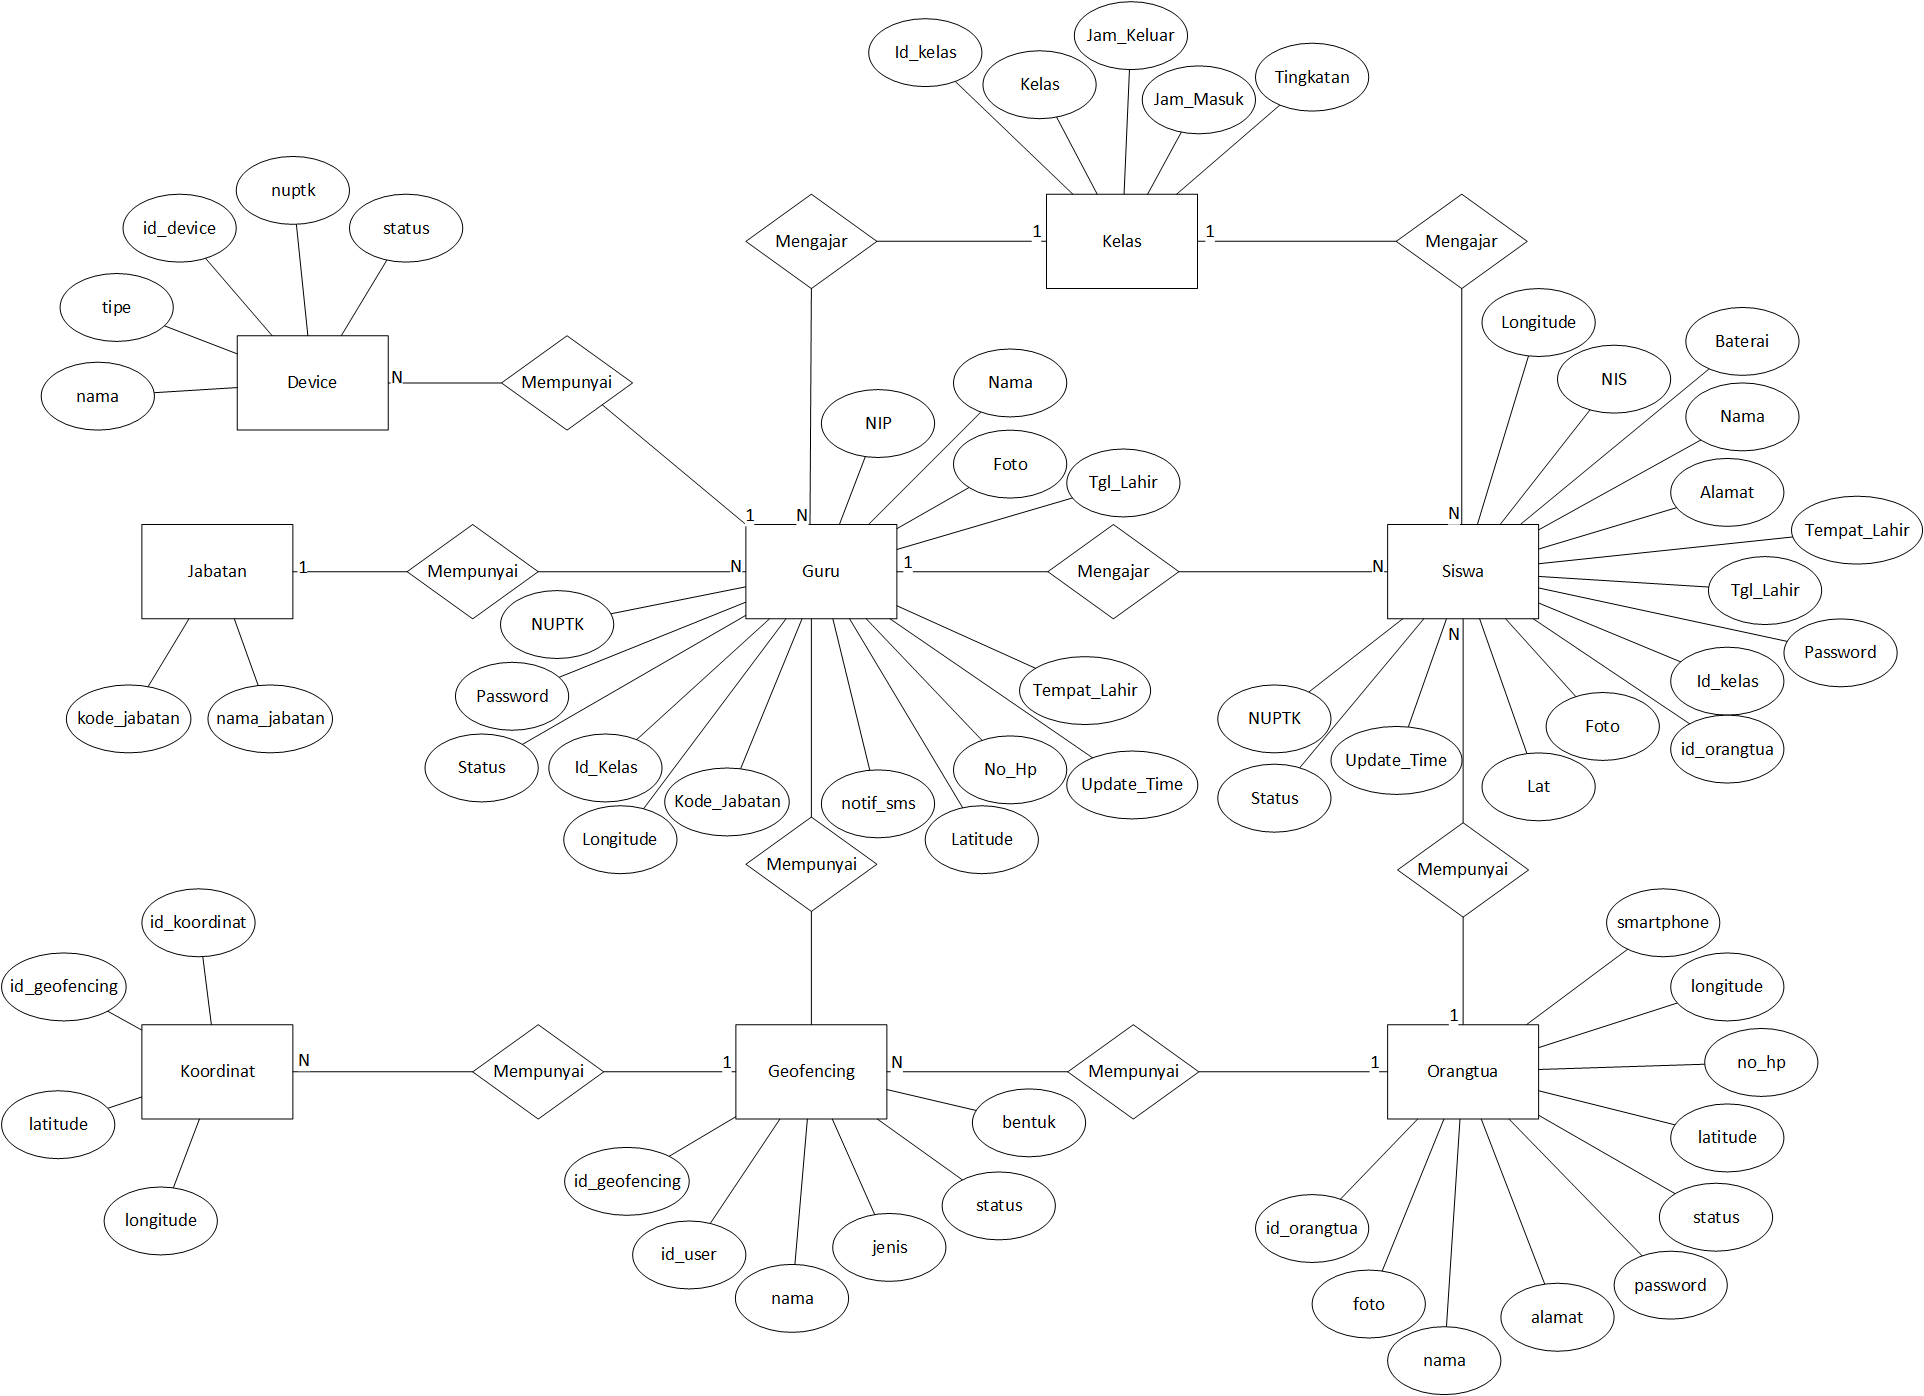 Id_kelas
Kelas
Jam_Keluar
Jam_Masuk
Tingkatan
Mengajar
1
Kelas
1
Mengajar
nuptk
id_device
status
tipe
nama
Device
N
Mempunyai
1
N
NIP
Nama
Foto
Tgl_Lahir
Longitude
NIS
Baterai
Nama
Alamat
Tempat_Lahir
Tgl_Lahir
Password
Id_kelas
id_orangtua
N
Jabatan
1
Mempunyai
N
Guru
1
Mengajar
N
Siswa
N
kode_jabatan
nama_jabatan
NUPTK
Password
Status
Id_Kelas
Longitude
Kode_Jabatan
notif_sms
Latitude
No_Hp
Update_Time
Tempat_Lahir
NUPTK
Status
Update_Time
Lat
Foto
Mempunyai
Mempunyai
id_koordinat
id_geofencing
latitude
longitude
Koordinat
N
Mempunyai
1
Geofencing
N
Mempunyai
1
1
Orangtua
smartphone
longitude
no_hp
latitude
status
password
alamat
nama
foto
id_orangtua
bentuk
status
jenis
nama
id_user
id_geofencing